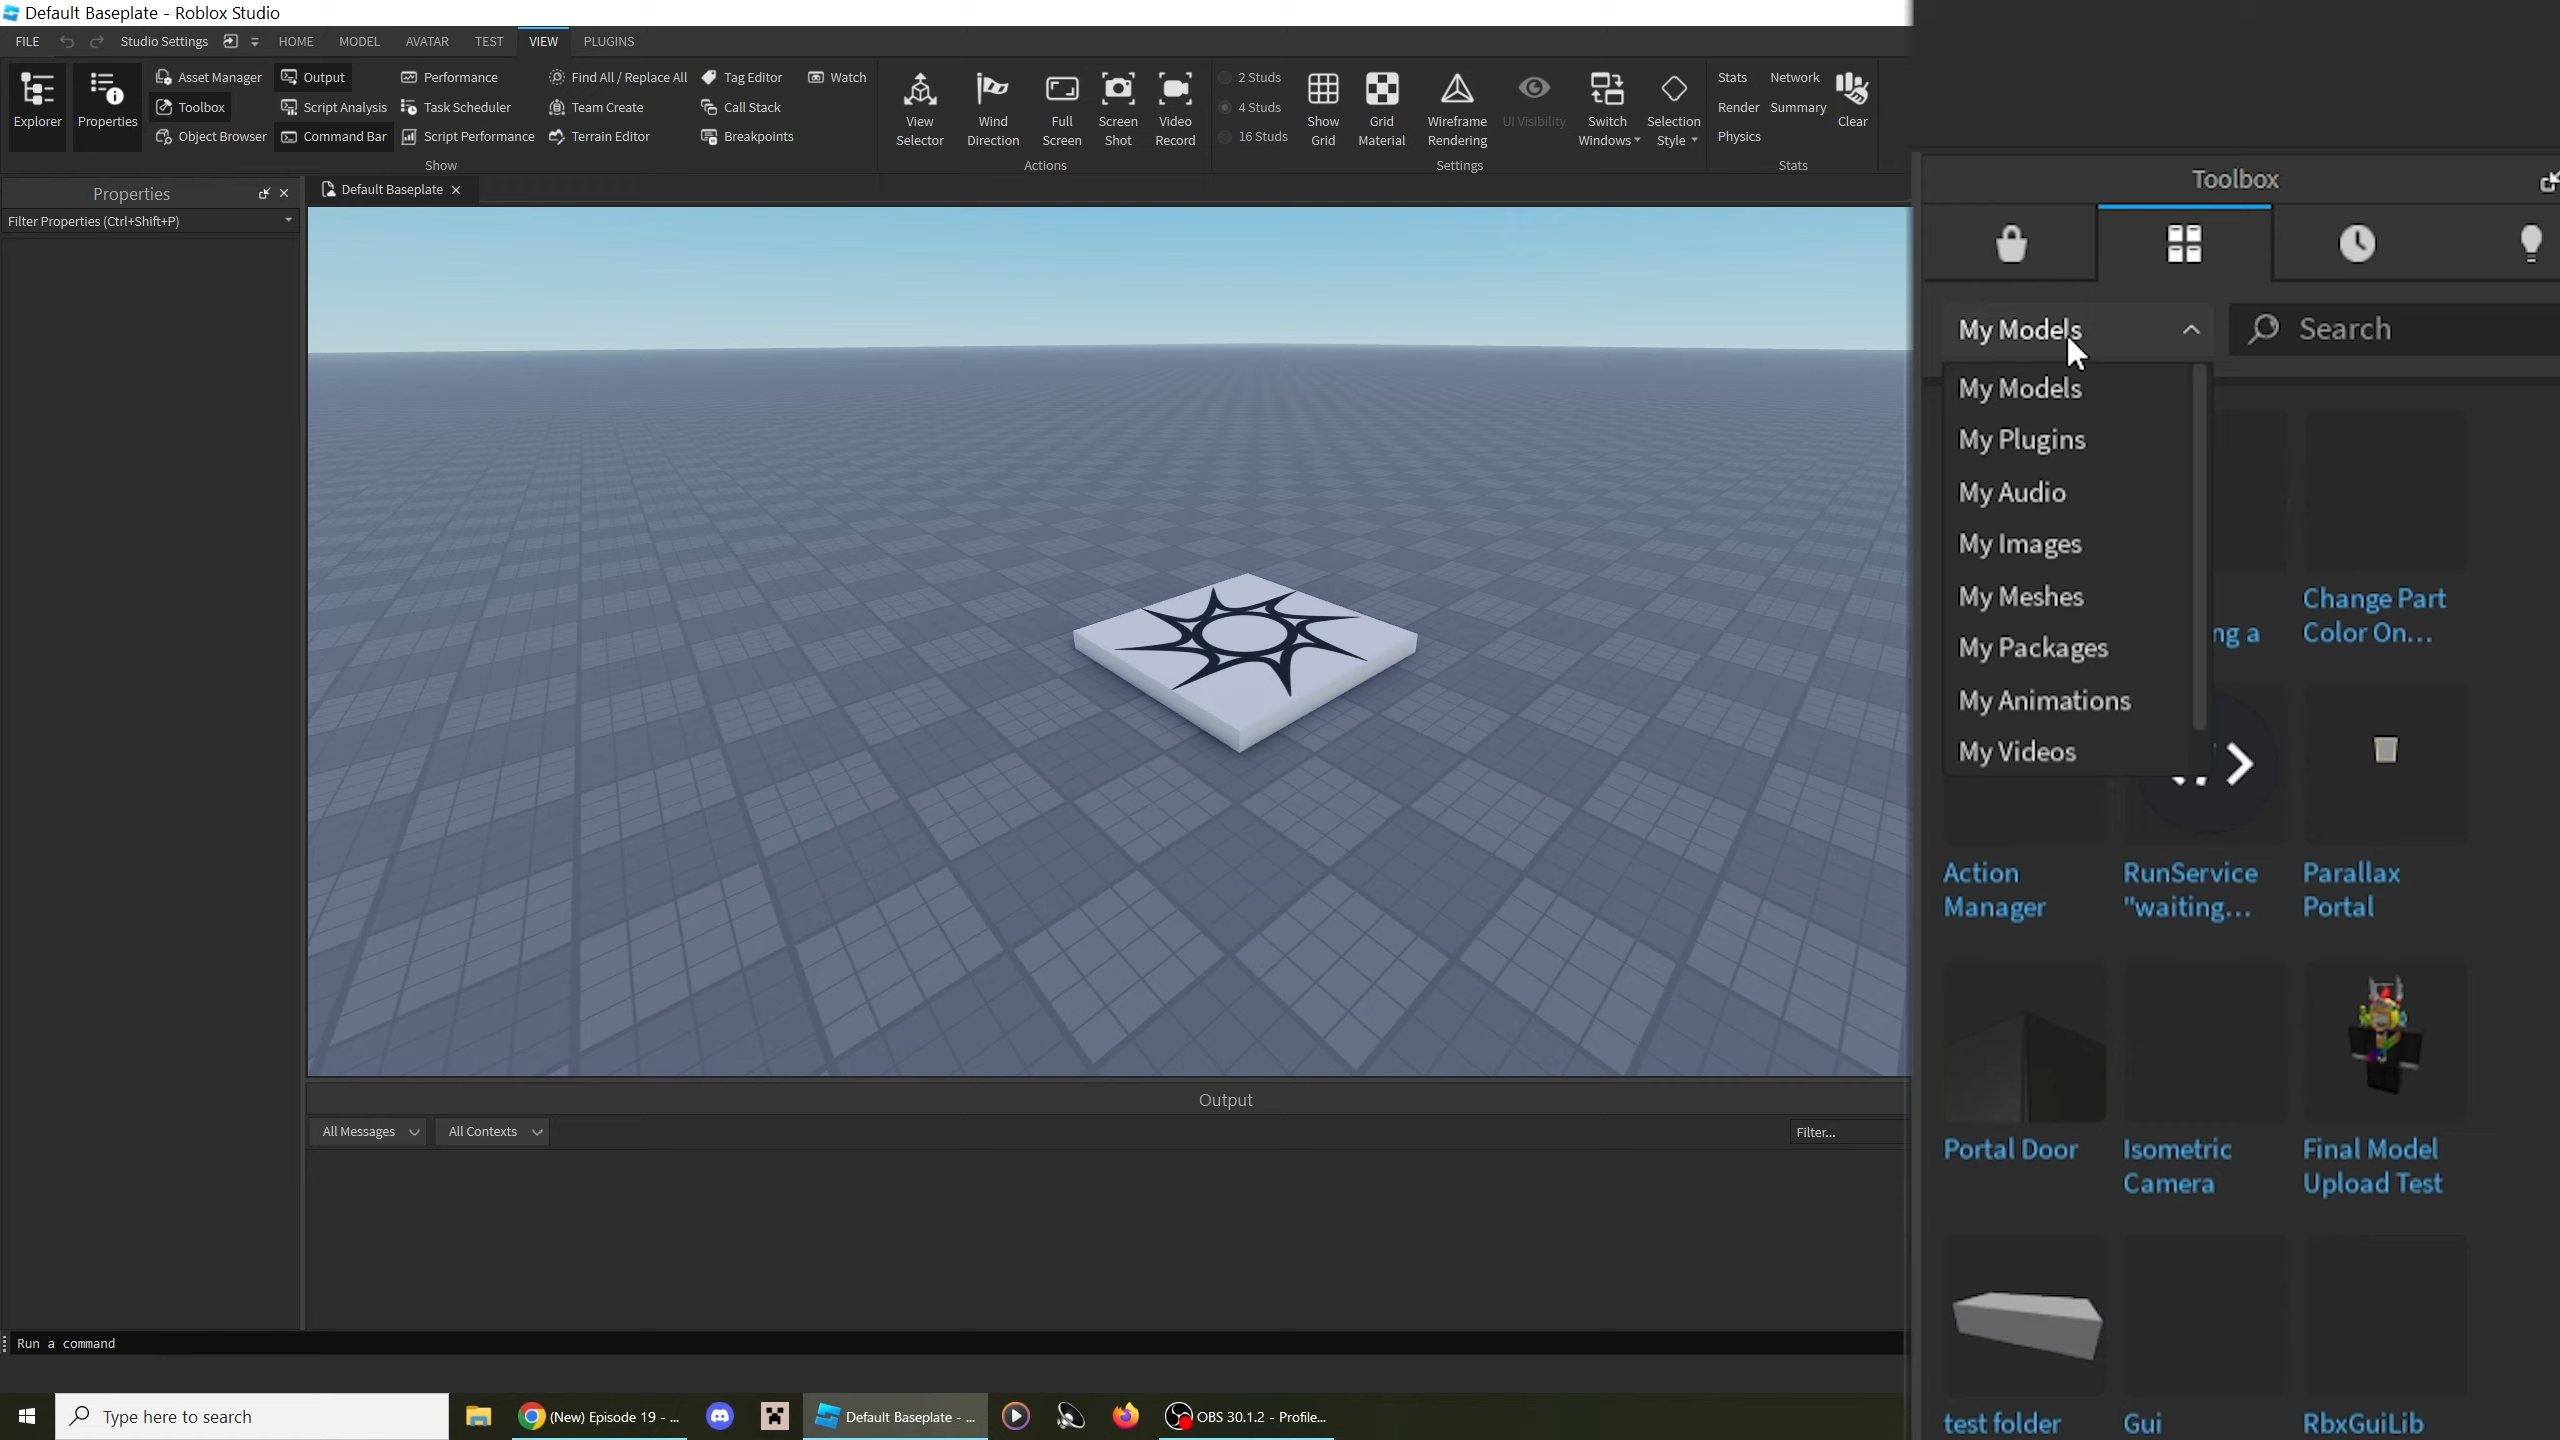 Default Baseplate - Roblox Studio
FILE Studio Settings HOME MODEL AVATAR TEST VIEW PLUGINS
Explorer
Properties
Asset Manager
Toolbox
Object Browser
Output
Script Analysis
Command Bar
Performance
Task Scheduler
Script Performance
Find All / Replace All
Team Create
Terrain Editor
Tag Editor
Call Stack
Breakpoints
Watch
Show
View
Selector
Wind
Direction
Full
Screen
Screen
Shot
Video
Record
Actions
2 Studs
4 Studs
16 Studs
Show
Grid
Grid
Material
Wireframe
Rendering
UI Visibility
Switch
Windows
Selection
Style
Settings
Stats
Render
Physics
Network
Summary
Clear
Stats
Properties
Filter Properties (Ctrl+Shift+P)
Default Baseplate
Toolbox
My Models
Search
My Models
My Plugins
My Audio
My Images
My Meshes
My Packages
My Animations
My Videos
ng a
Change Part
Color On...
Action
Manager
RunService
"waiting...
Parallax
Portal
Portal Door
Isometric
Camera
Final Model
Upload Test
test folder
Gui
RbxGuiLib
Output
All Messages
All Contexts
Filter...
Run a command
Type here to search
(New) Episode 19 - ...
Default Baseplate - ...
OBS 30.1.2 - Profile...